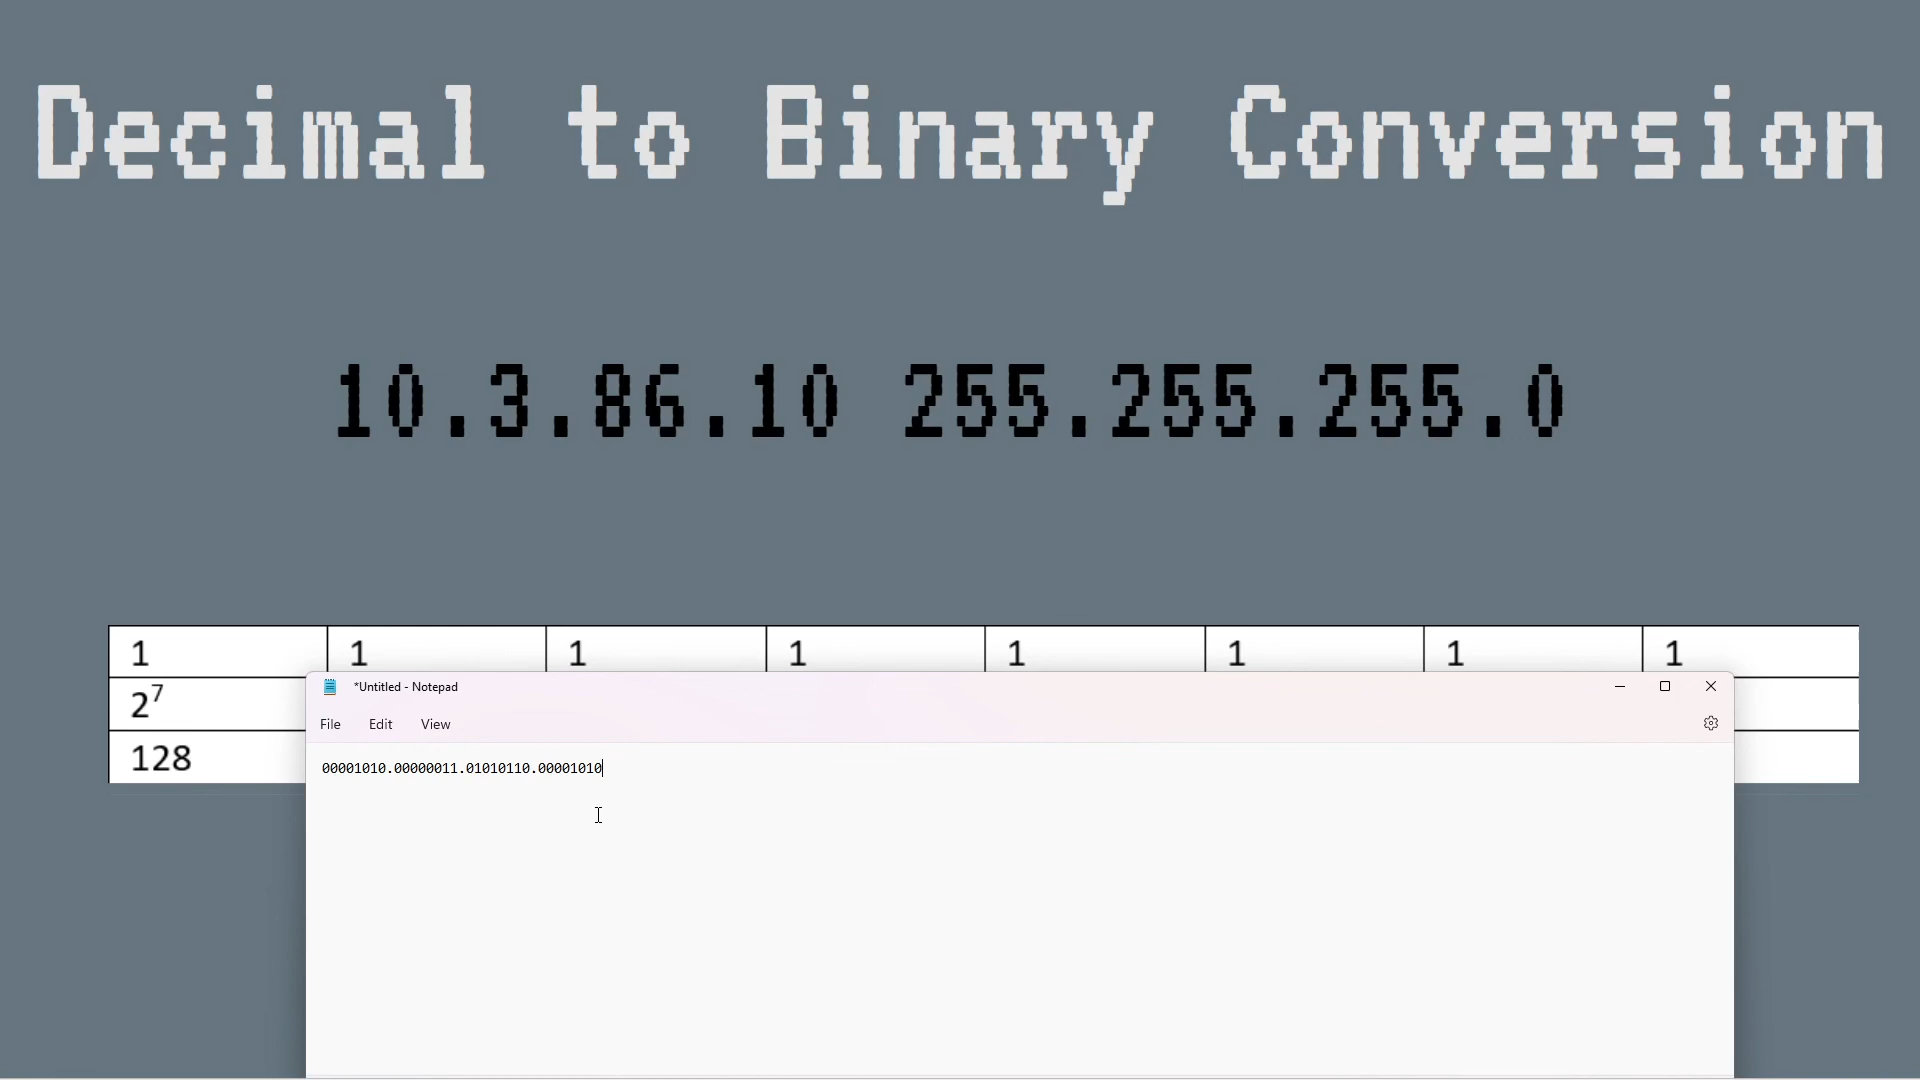 Decimal to Binary Conversion
10.3.86.10 255.255.255.0
1 1 1 1 1 1 1 1
2⁷
128
*Untitled - Notepad
File Edit View
00001010.00000011.01010110.00001010